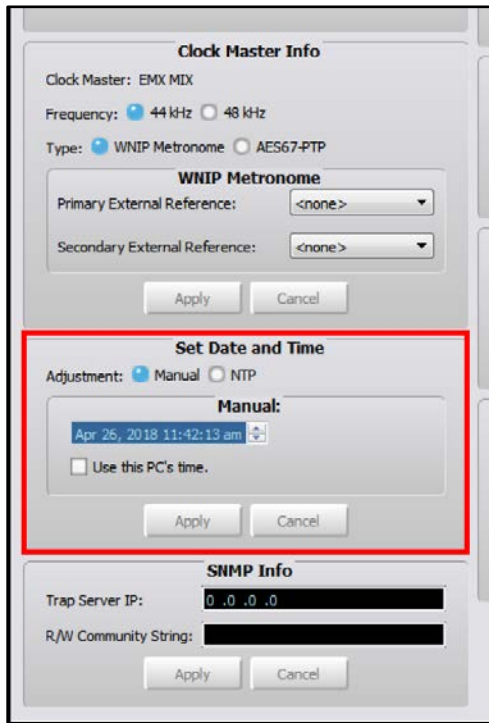 Clock Master Info
Clock Master: EMX MIX
Frequency: 44 kHz 48 kHz
Type: WNIP Metronome AES67-PTP
WNIP Metronome
Primary External Reference: <none>
Secondary External Reference: <none>
Apply Cancel
Set Date and Time
Adjustment: Manual NTP
Manual:
Apr 26, 2018 11:42:13 am
Use this PC's time.
Apply Cancel
SNMP Info
Trap Server IP: 0 .0 .0 .0
R/W Community String:
Apply Cancel